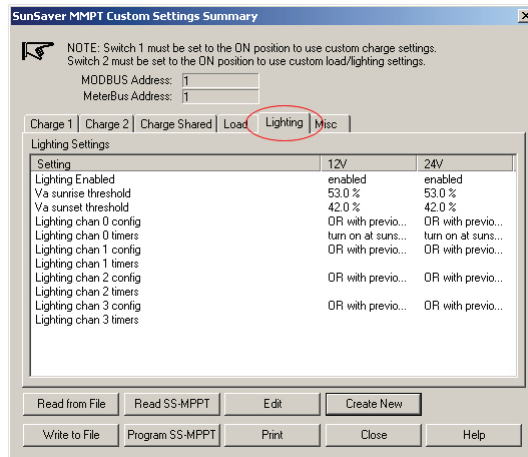 SunSaver MMPT Custom Settings Summary
NOTE: Switch 1 must be set to the ON position to use custom charge settings.
Switch 2 must be set to the ON position to use custom load/lighting settings.
MODBUS Address: 1
MeterBus Address: 1
Charge 1 Charge 2 Charge Shared Load Lighting Misc
Lighting Settings
Setting 12V 24V
Lighting Enabled enabled enabled
Va sunrise threshold 53.0 % 53.0 %
Va sunset threshold 42.0 % 42.0 %
Lighting chan 0 config OR with previo... OR with previo...
Lighting chan 0 timers turn on at suns... turn on at suns...
Lighting chan 1 config OR with previo... OR with previo...
Lighting chan 1 timers
Lighting chan 2 config OR with previo... OR with previo...
Lighting chan 2 timers
Lighting chan 3 config OR with previo... OR with previo...
Lighting chan 3 timers
Read from File Read SS-MPPT Edit Create New
Write to File Program SS-MPPT Print Close Help